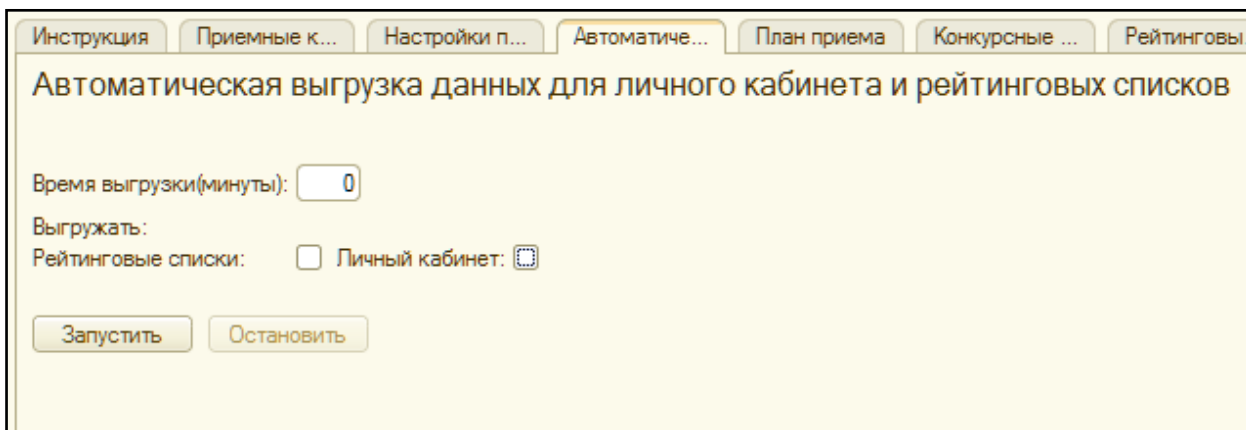 Инструкция Приемные к... Настройки п... Автоматиче... План приема Конкурсные ... Рейтинговы.
Автоматическая выгрузка данных для личного кабинета и рейтинговых списков
Время выгрузки(минуты): 0
Выгружать:
Рейтинговые списки: Личный кабинет:
Запустить Остановить